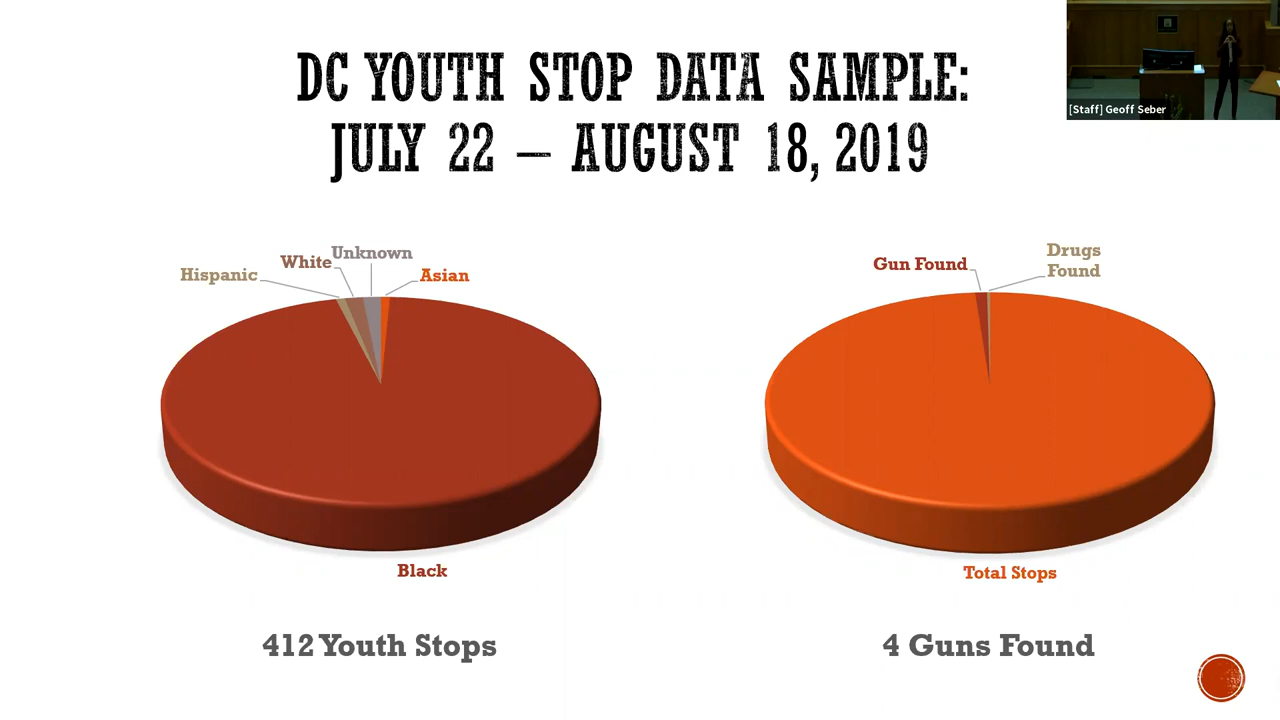 DC YOUTH STOP DATA SAMPLE:
JULY 22 – AUGUST 18, 2019
[Staff] Geoff Seber
Hispanic
White
Unknown
Asian
Black
412 Youth Stops
Gun Found
Drugs
Found
Total Stops
4 Guns Found